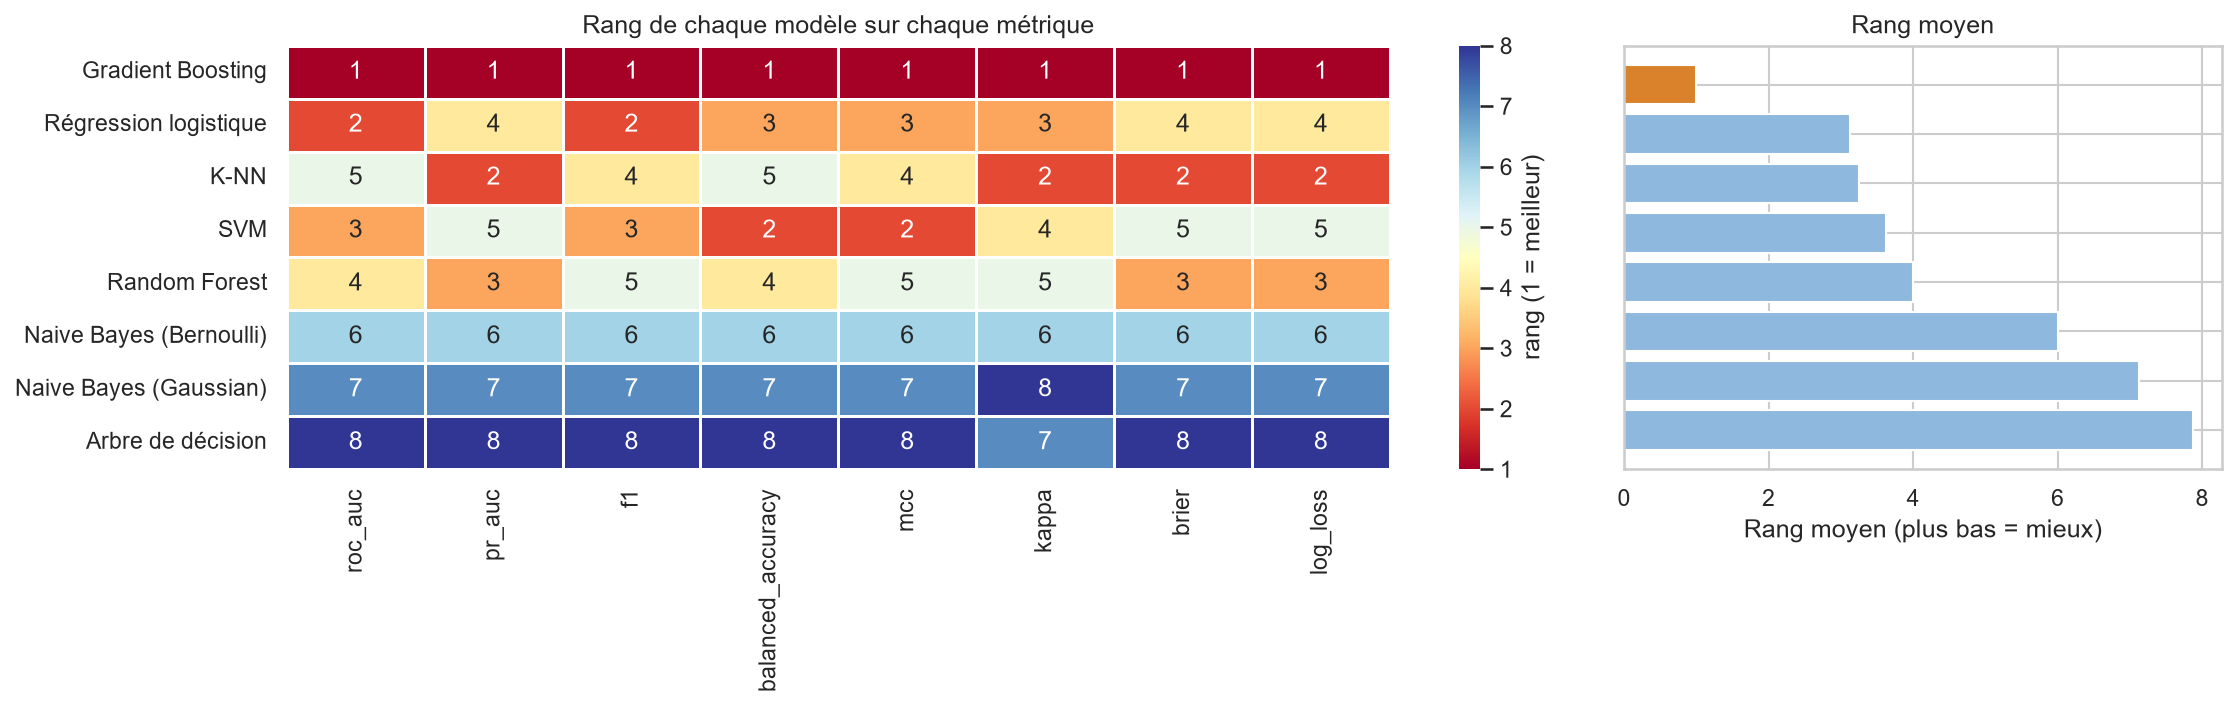 Rang de chaque modèle sur chaque métrique
Gradient Boosting 1 1 1 1 1 1 1 1
Régression logistique 2 4 2 3 3 3 4 4
K-NN 5 2 4 5 4 2 2 2
SVM 3 5 3 2 2 4 5 5
Random Forest 4 3 5 4 5 5 3 3
Naive Bayes (Bernoulli) 6 6 6 6 6 6 6 6
Naive Bayes (Gaussian) 7 7 7 7 7 8 7 7
Arbre de décision 8 8 8 8 8 7 8 8
roc_auc pr_auc f1 balanced_accuracy mcc kappa brier log_loss
8
7
6
5
4
3
2
1
rang (1 = meilleur)
Rang moyen
0 2 4 6 8
Rang moyen (plus bas = mieux)